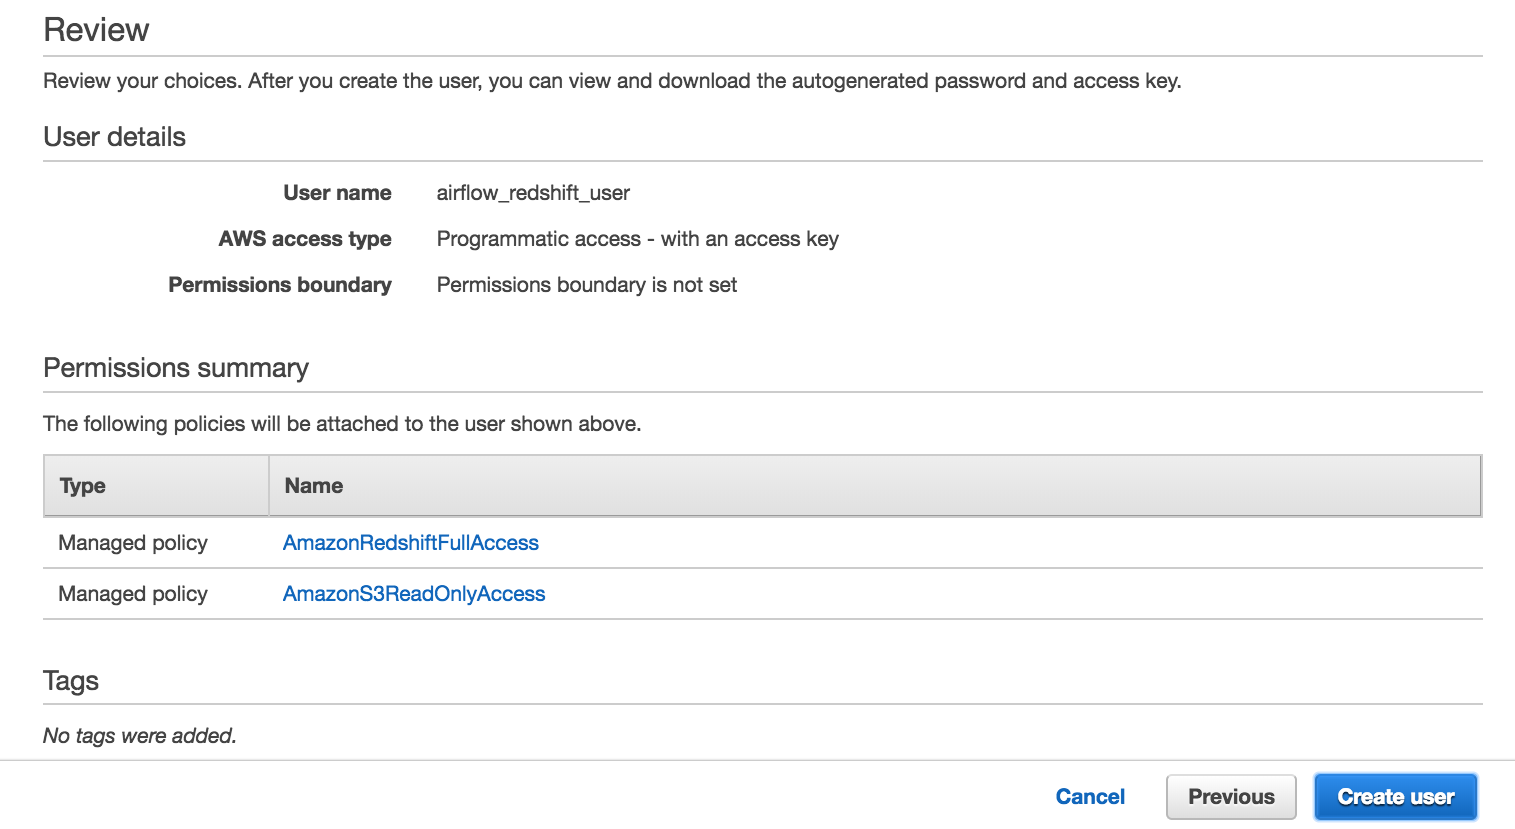 Review
Review your choices. After you create the user, you can view and download the autogenerated password and access key.
User details
User name airflow_redshift_user
AWS access type Programmatic access - with an access key
Permissions boundary Permissions boundary is not set
Permissions summary
The following policies will be attached to the user shown above.
Type Name
Managed policy AmazonRedshiftFullAccess
Managed policy AmazonS3ReadOnlyAccess
Tags
No tags were added.
Cancel Previous Create user